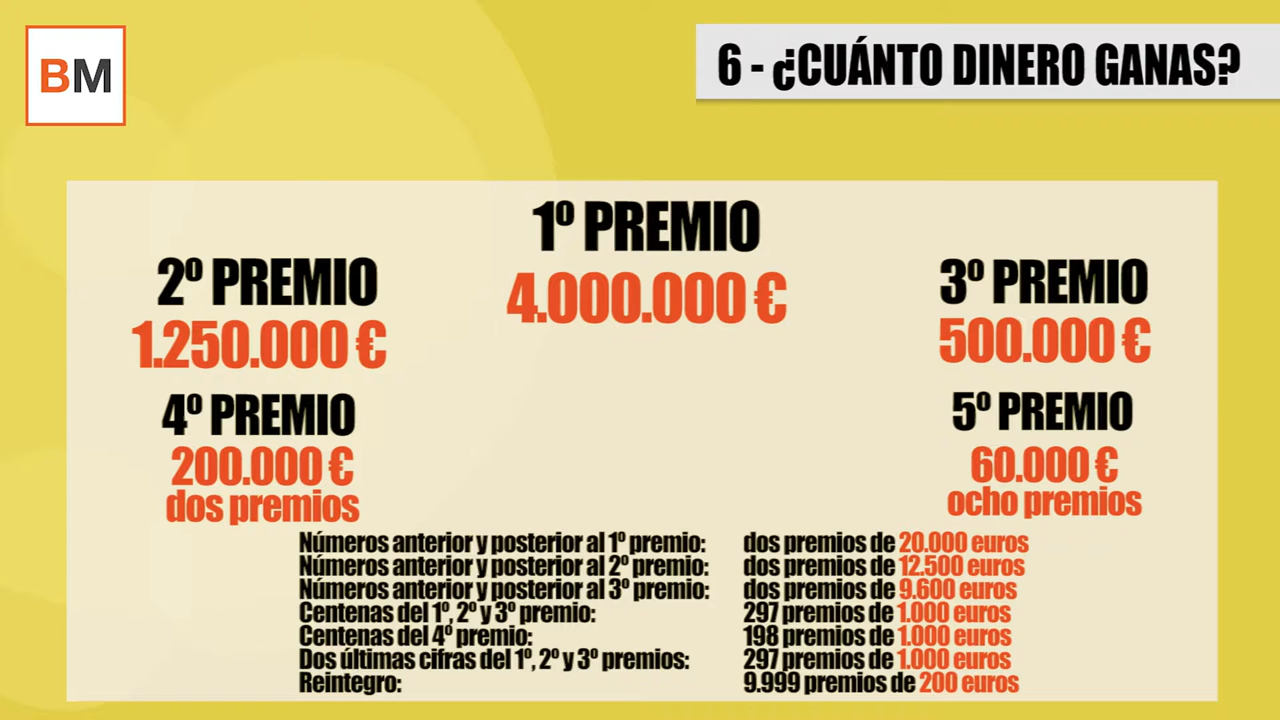 BM
6 - ¿CUÁNTO DINERO GANAS?
1º PREMIO
4.000.000 €
2º PREMIO
1.250.000 €
3º PREMIO
500.000 €
4º PREMIO
200.000 €
dos premios
5º PREMIO
60.000 €
ocho premios
Números anterior y posterior al 1º premio: dos premios de 20.000 euros
Números anterior y posterior al 2º premio: dos premios de 12.500 euros
Números anterior y posterior al 3º premio: dos premios de 9.600 euros
Centenas del 1º, 2º y 3º premio: 297 premios de 1.000 euros
Centenas del 4º premio: 198 premios de 1.000 euros
Dos últimas cifras del 1º, 2º y 3º premios: 297 premios de 1.000 euros
Reintegro: 9.999 premios de 200 euros